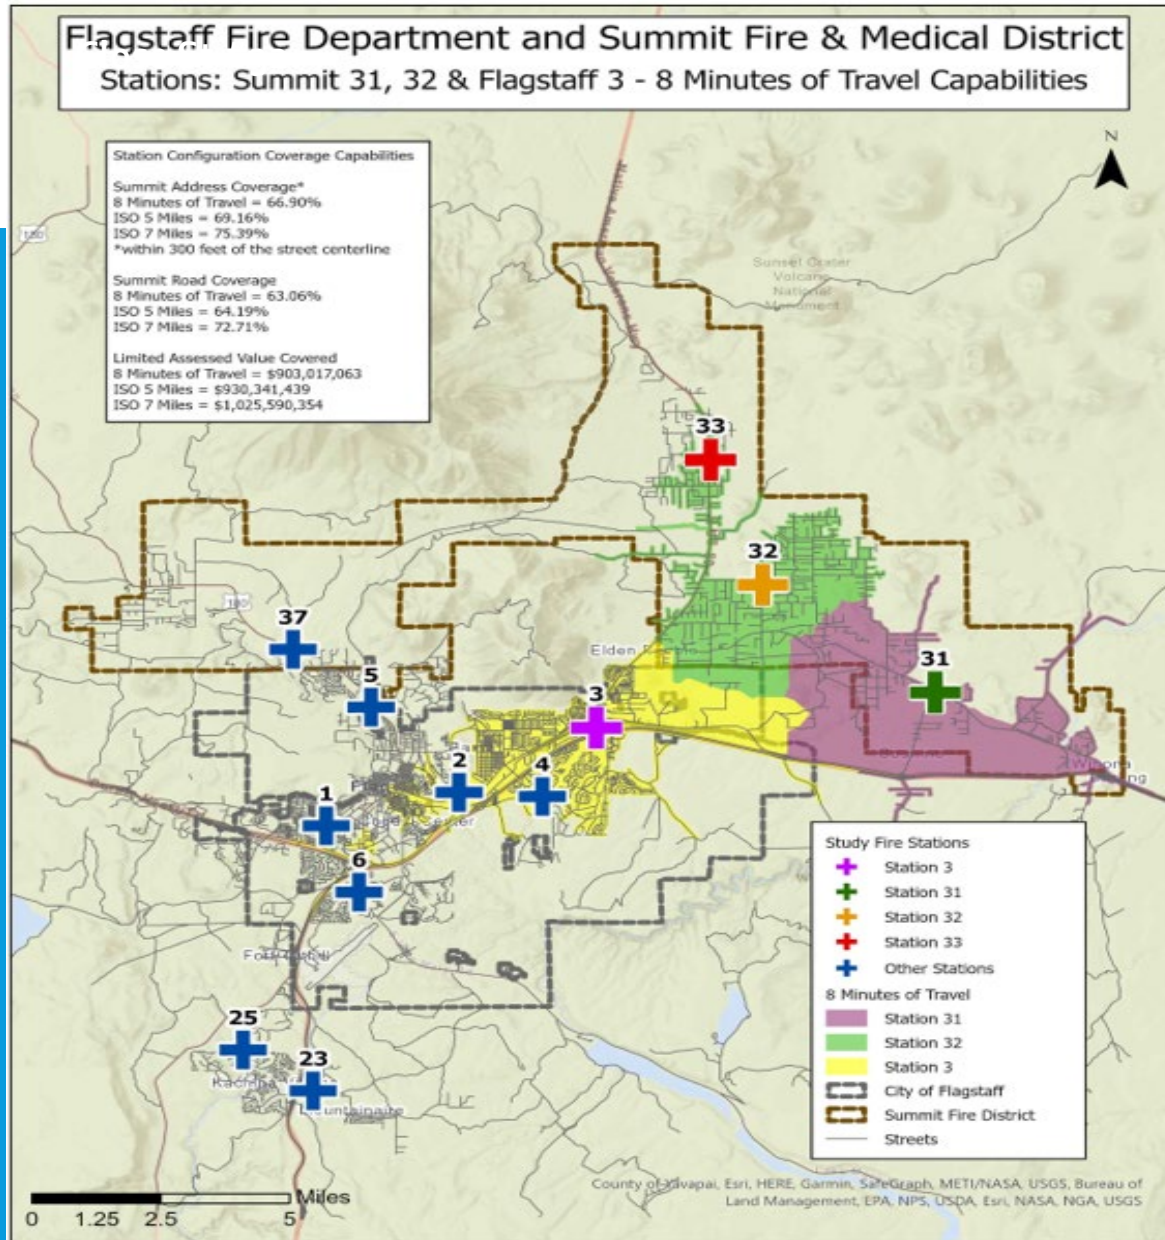 Flagstaff Fire Department and Summit Fire & Medical District
Stations: Summit 31, 32 & Flagstaff 3 - 8 Minutes of Travel Capabilities
N
Station Configuration Coverage Capabilities
Summit Address Coverage*
8 Minutes of Travel = 66.90%
ISO 5 Miles = 69.16%
ISO 7 Miles = 75.39%
*within 300 feet of the street centerline
Summit Road Coverage
8 Minutes of Travel = 63.06%
ISO 5 Miles = 64.19%
ISO 7 Miles = 72.71%
Limited Assessed Value Covered
8 Minutes of Travel = $903,017,063
ISO 5 Miles = $930,341,439
ISO 7 Miles = $1,025,590,354
180
Sunset Crater
Volcano
National
Monument
33
32
180
37
Elden
31
5
3
2
4
Winona
1
6
25
23
Kachina
Mountainaire
Study Fire Stations
Station 3
Station 31
Station 32
Station 33
Other Stations
8 Minutes of Travel
Station 31
Station 32
Station 3
City of Flagstaff
Summit Fire District
Streets
County of Yavapai, Esri, HERE, Garmin, SafeGraph, METI/NASA, USGS, Bureau of
Land Management, EPA, NPS, USDA, Esri, NASA, NGA, USGS
Miles
0 1.25 2.5 5